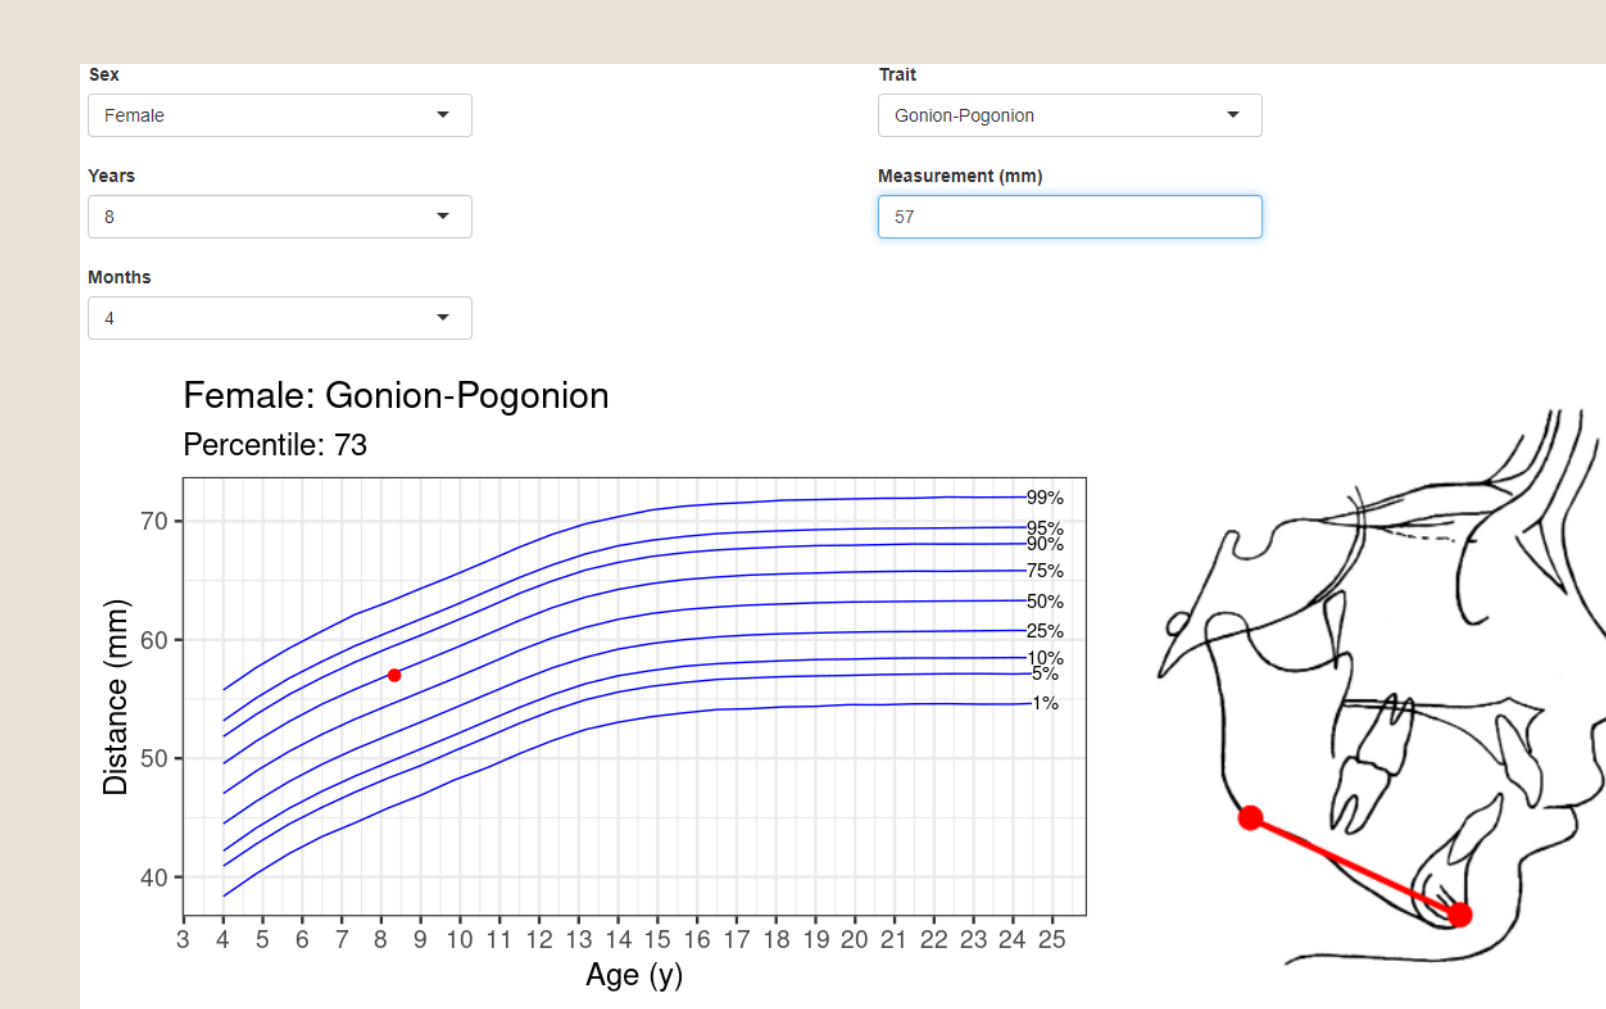 Sex
Female
Years
8
Months
4
Trait
Gonion-Pogonion
Measurement (mm)
57
Female: Gonion-Pogonion
Percentile: 73
Distance (mm)
70
60
50
40
99%
95%
90%
75%
50%
25%
10%
5%
1%
3 4 5 6 7 8 9 10 11 12 13 14 15 16 17 18 19 20 21 22 23 24 25
Age (y)